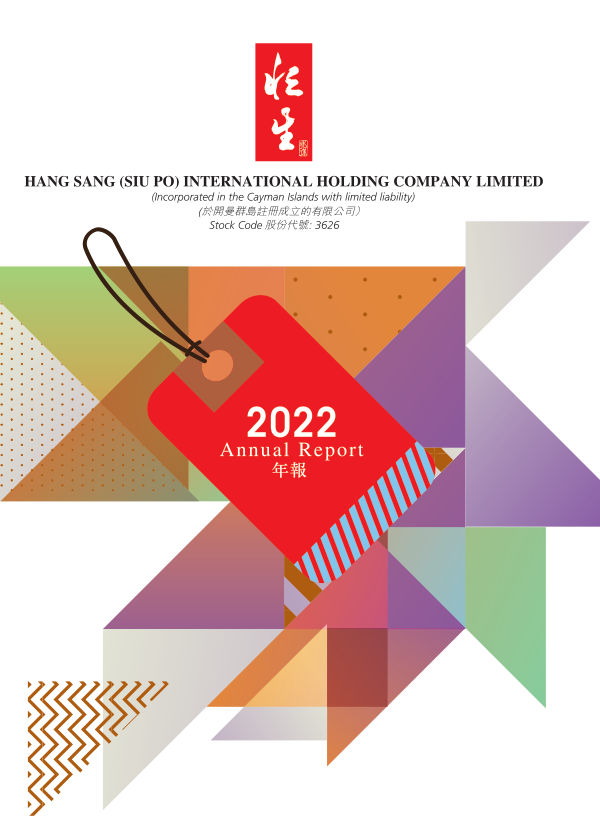 恒生
HANG SANG (SIU PO) INTERNATIONAL HOLDING COMPANY LIMITED
(Incorporated in the Cayman Islands with limited liability)
(於開曼群島註冊成立的有限公司)
Stock Code 股份代號: 3626
2022
Annual Report
年報